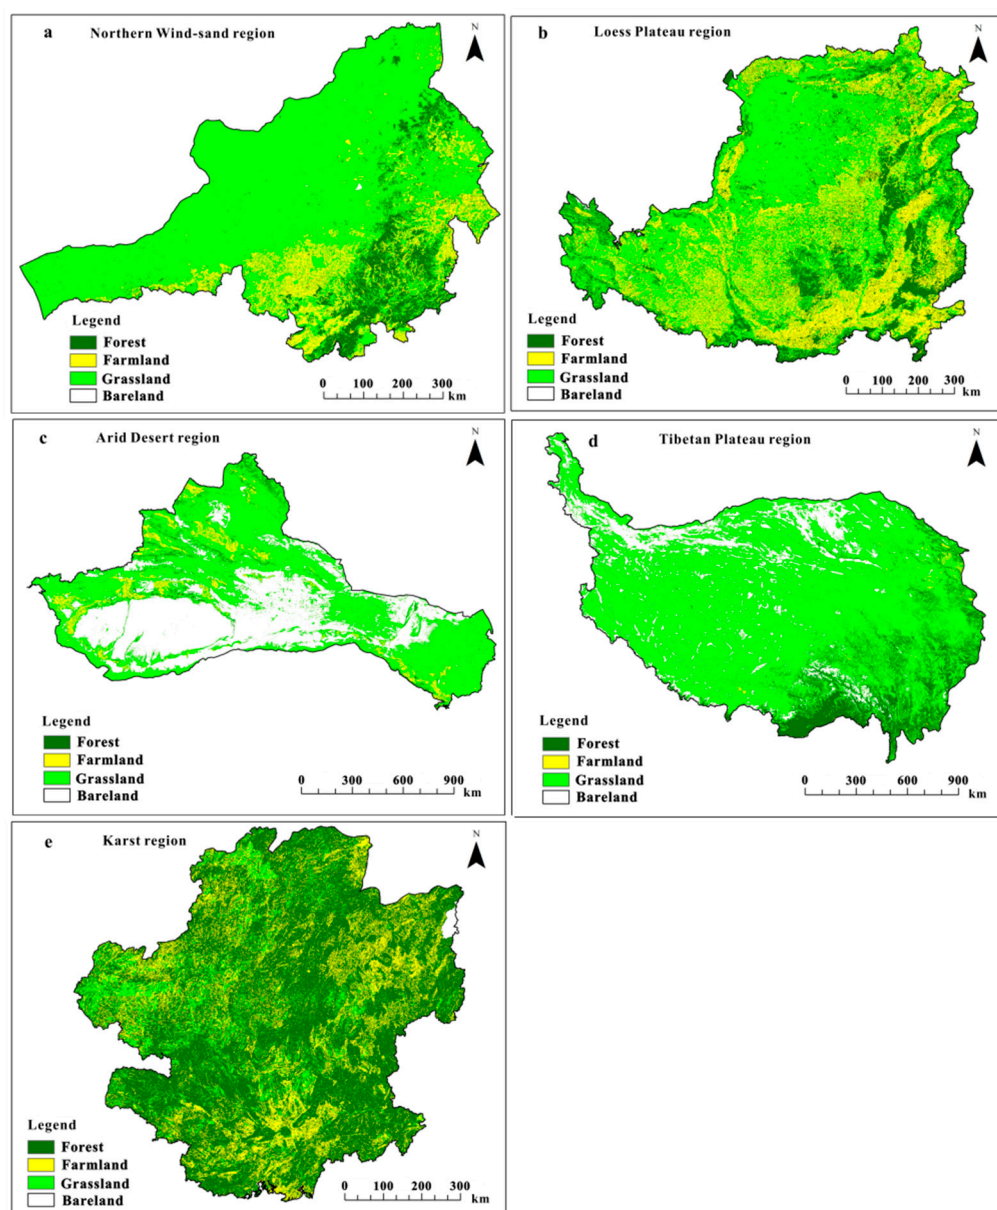 a Northern Wind-sand region
N
Legend
Forest
Farmland
Grassland
Bareland
0 100 200 300
km
b Loess Plateau region
N
Legend
Forest
Farmland
Grassland
Bareland
0 100 200 300
km
c Arid Desert region
N
Legend
Forest
Farmland
Grassland
Bareland
0 300 600 900
km
d Tibetan Plateau region
N
Legend
Forest
Farmland
Grassland
Bareland
0 300 600 900
km
e Karst region
N
Legend
Forest
Farmland
Grassland
Bareland
0 100 200 300
km